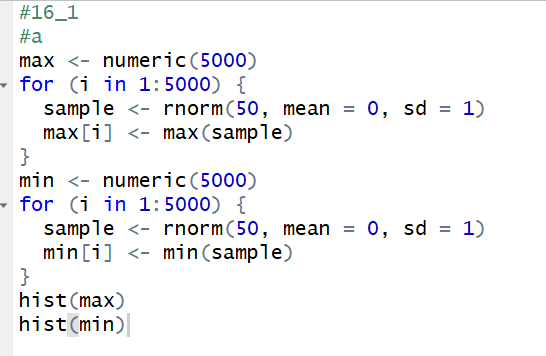 #16_1
#a
max <- numeric(5000)
for (i in 1:5000) {
  sample <- rnorm(50, mean = 0, sd = 1)
  max[i] <- max(sample)
}
min <- numeric(5000)
for (i in 1:5000) {
  sample <- rnorm(50, mean = 0, sd = 1)
  min[i] <- min(sample)
}
hist(max)
hist(min)